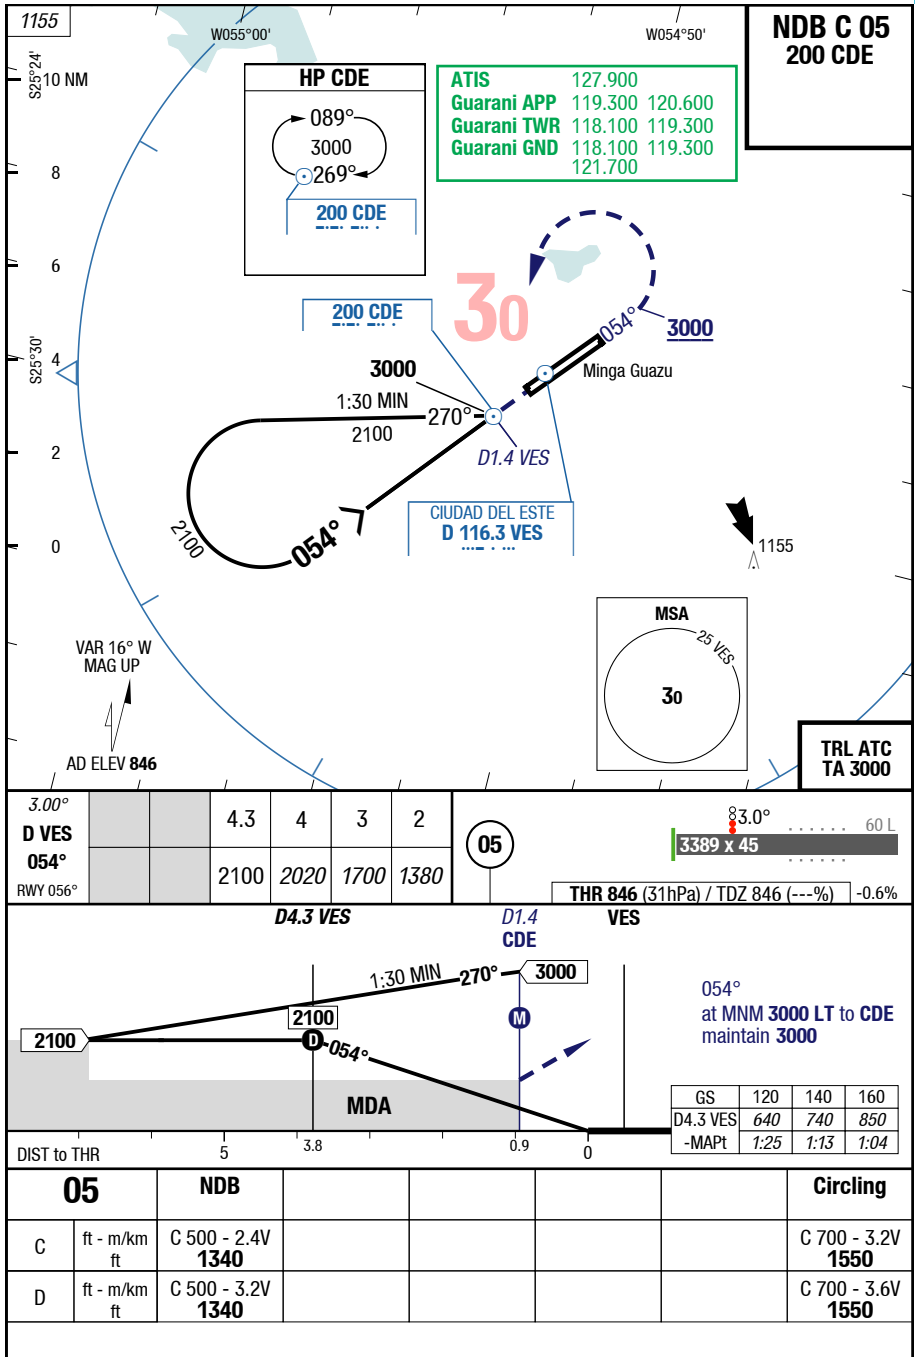 1155
W055°00'
W054°50'
NDB C 05
200 CDE
S25°24'
10 NM
8
6
4
2
0
S25°30'
HP CDE
089°
3000
269°
200 CDE
ATIS 127.900
Guarani APP 119.300 120.600
Guarani TWR 118.100 119.300
Guarani GND 118.100 119.300
121.700
30
200 CDE
054°
3000
Minga Guazu
3000
1:30 MIN
270°
2100
D1.4 VES
2100
054°
CIUDAD DEL ESTE
D 116.3 VES
1155
MSA
25 VES
30
VAR 16° W
MAG UP
AD ELEV 846
TRL ATC
TA 3000
3.00°
D VES
054°
RWY 056°
4.3 4 3 2
2100 2020 1700 1380
05
3.0°
60 L
3389 x 45
THR 846 (31hPa) / TDZ 846 (---%)
-0.6%
D4.3 VES
D1.4
CDE
VES
1:30 MIN
270°
3000
2100
2100
D
054°
M
MDA
054°
at MNM 3000 LT to CDE
maintain 3000
GS 120 140 160
D4.3 VES 640 740 850
-MAPt 1:25 1:13 1:04
DIST to THR
5
3.8
0.9
0
05 NDB Circling
C ft - m/km C 500 - 2.4V C 700 - 3.2V
ft 1340 1550
D ft - m/km C 500 - 3.2V C 700 - 3.6V
ft 1340 1550